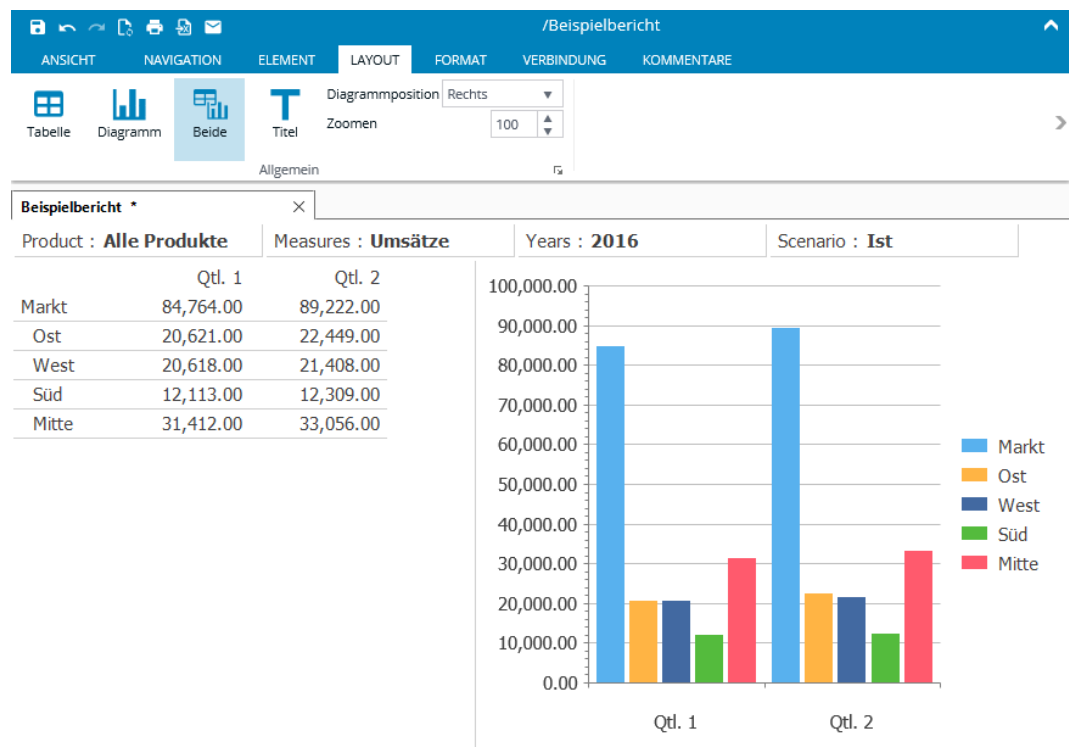 /Beispielbericht
ANSICHT NAVIGATION ELEMENT LAYOUT FORMAT VERBINDUNG KOMMENTARE
Tabelle Diagramm Beide Titel
Diagrammposition Rechts
Zoomen 100
Allgemein
Beispielbericht *
Product : Alle Produkte Measures : Umsätze Years : 2016 Scenario : Ist
Qtl. 1 Qtl. 2
Markt 84,764.00 89,222.00
Ost 20,621.00 22,449.00
West 20,618.00 21,408.00
Süd 12,113.00 12,309.00
Mitte 31,412.00 33,056.00
100,000.00
90,000.00
80,000.00
70,000.00
60,000.00
50,000.00
40,000.00
30,000.00
20,000.00
10,000.00
0.00
Qtl. 1 Qtl. 2
Markt
Ost
West
Süd
Mitte